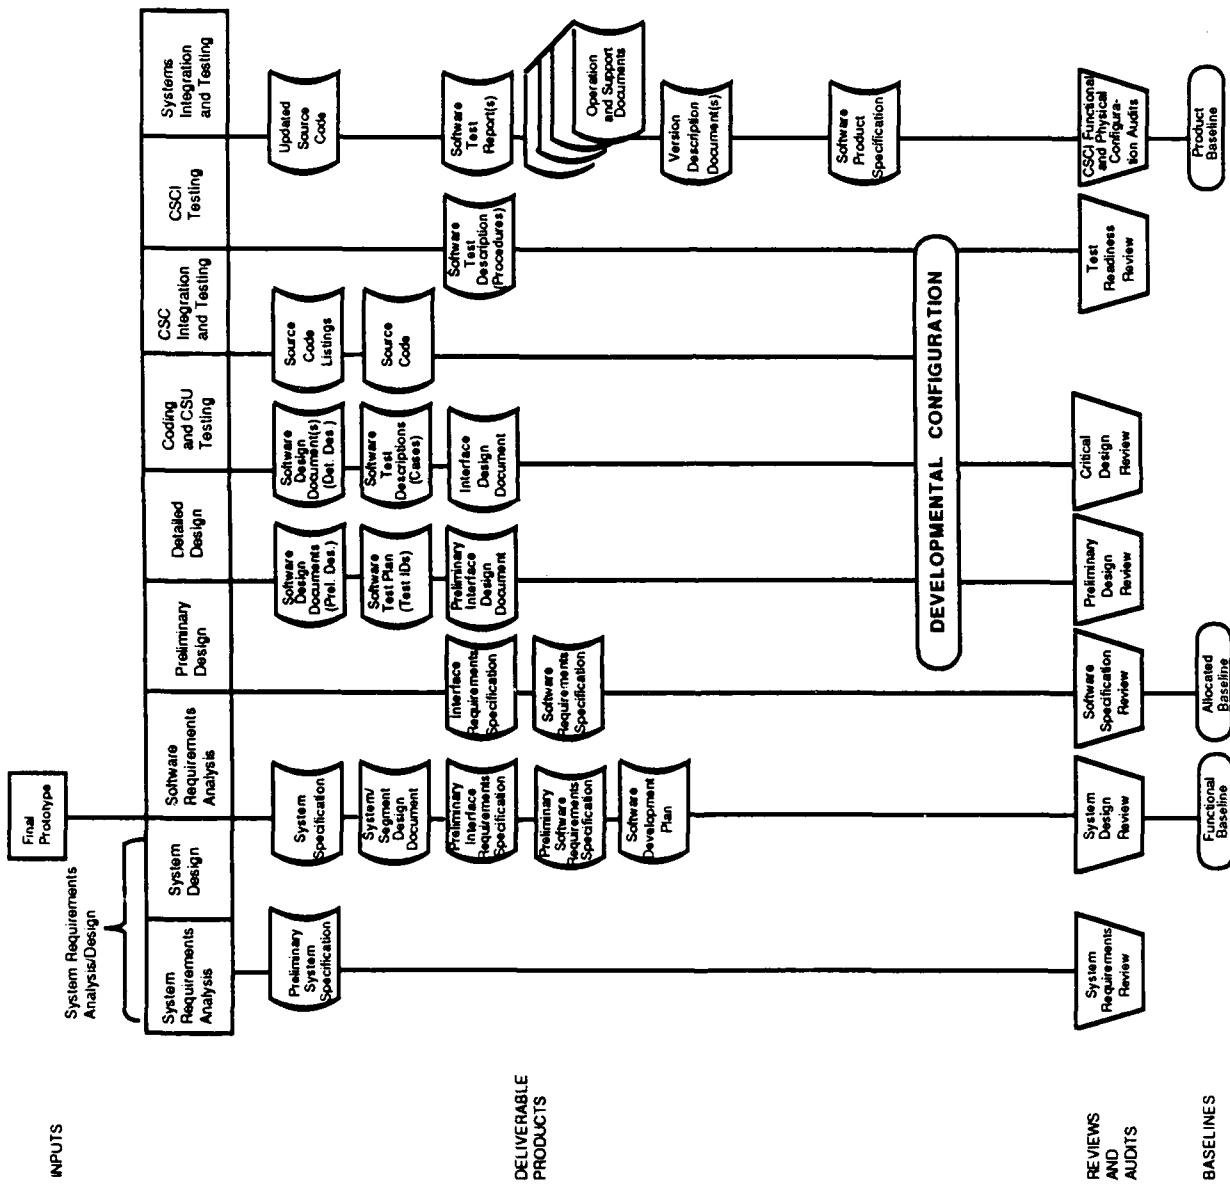 INPUTS
Final
Prototype
System Requirements
Analysis/Design
System
Requirements
Analysis
System
Design
Software
Requirements
Analysis
Preliminary
Design
Detailed
Design
Coding
and CSU
Testing
CSC
Integration
and Testing
CSCI
Testing
Systems
Integration
and Testing
DELIVERABLE
PRODUCTS
Preliminary
System
Specification
System
Specification
System/
Segment
Design
Document
Preliminary
Interface
Requirements
Specification
Preliminary
Software
Requirements
Specification
Software
Development
Plan
Interface
Requirements
Specification
Software
Requirements
Specification
Software
Design
Documents
(Prel. Des.)
Software
Test Plan
(Test IDs)
Preliminary
Interface
Design
Document
Software
Design
Document(s)
(Det. Des.)
Software
Test
Descriptions
(Cases)
Interface
Design
Document
Source
Code
Listings
Source
Code
Software
Test
Description
(Procedures)
Updated
Source
Code
Software
Test
Report(s)
Operation
and Support
Documents
Version
Description
Document(s)
Software
Product
Specification
DEVELOPMENTAL CONFIGURATION
REVIEWS
AND
AUDITS
System
Requirements
Review
System
Design
Review
Software
Specification
Review
Preliminary
Design
Review
Critical
Design
Review
Test
Readiness
Review
CSCI Functional
and Physical
Configura-
tion Audits
BASELINES
Functional
Baseline
Allocated
Baseline
Product
Baseline